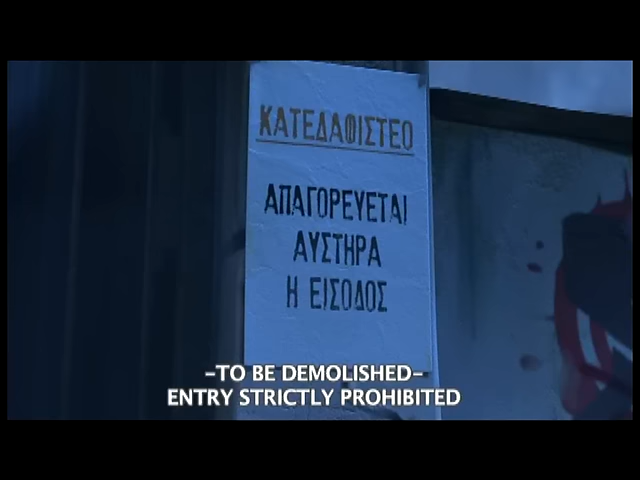 ΚΑΤΕΔΑΦΙΣΤΕΟ
ΑΠΑΓΟΡΕΥΕΤΑΙ
ΑΥΣΤΗΡΑ
Η ΕΙΣΟΔΟΣ
-TO BE DEMOLISHED-
ENTRY STRICTLY PROHIBITED